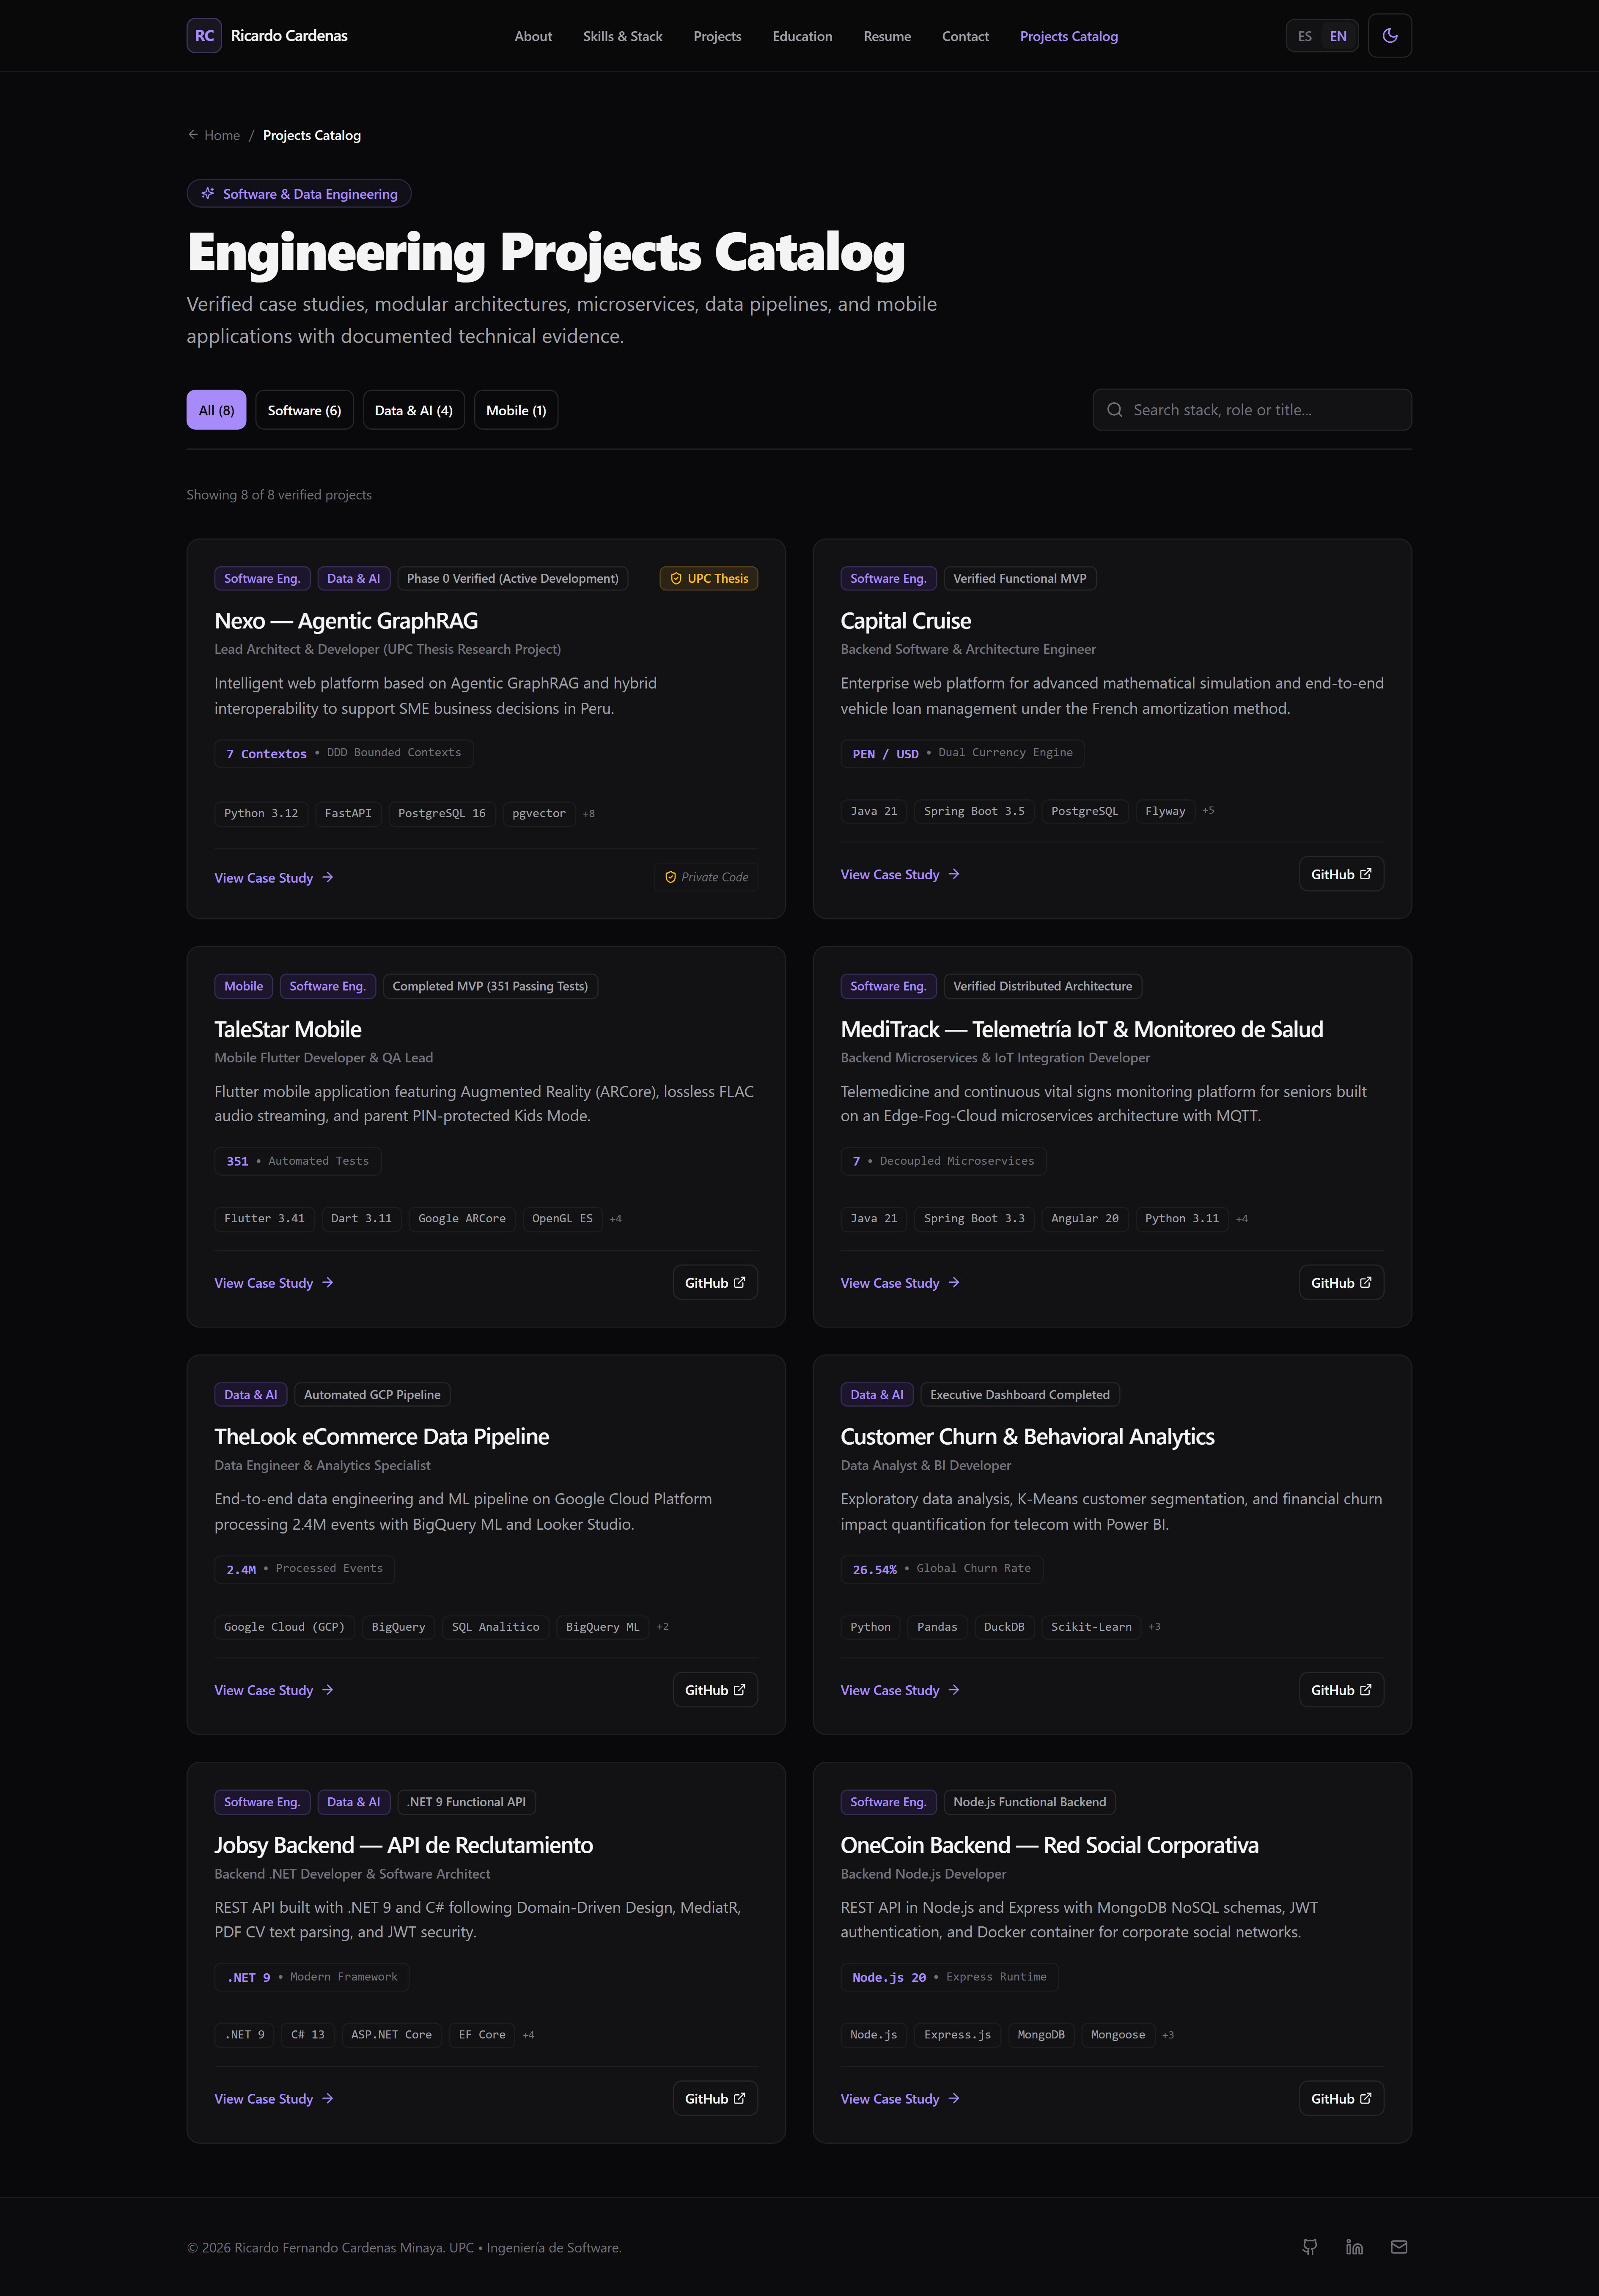 RC Ricardo Cardenas
About Skills & Stack Projects Education Resume Contact Projects Catalog
ES EN
← Home / Projects Catalog
Software & Data Engineering
Engineering Projects Catalog
Verified case studies, modular architectures, microservices, data pipelines, and mobile
applications with documented technical evidence.
All (8) Software (6) Data & AI (4) Mobile (1)
Search stack, role or title...
Showing 8 of 8 verified projects
Software Eng. Data & AI Phase 0 Verified (Active Development) UPC Thesis
Nexo — Agentic GraphRAG
Lead Architect & Developer (UPC Thesis Research Project)
Intelligent web platform based on Agentic GraphRAG and hybrid
interoperability to support SME business decisions in Peru.
7 Contextos • DDD Bounded Contexts
Python 3.12 FastAPI PostgreSQL 16 pgvector +8
View Case Study → Private Code
Software Eng. Verified Functional MVP
Capital Cruise
Backend Software & Architecture Engineer
Enterprise web platform for advanced mathematical simulation and end-to-end
vehicle loan management under the French amortization method.
PEN / USD • Dual Currency Engine
Java 21 Spring Boot 3.5 PostgreSQL Flyway +5
View Case Study → GitHub
Mobile Software Eng. Completed MVP (351 Passing Tests)
TaleStar Mobile
Mobile Flutter Developer & QA Lead
Flutter mobile application featuring Augmented Reality (ARCore), lossless FLAC
audio streaming, and parent PIN-protected Kids Mode.
351 • Automated Tests
Flutter 3.41 Dart 3.11 Google ARCore OpenGL ES +4
View Case Study → GitHub
Software Eng. Verified Distributed Architecture
MediTrack — Telemetría IoT & Monitoreo de Salud
Backend Microservices & IoT Integration Developer
Telemedicine and continuous vital signs monitoring platform for seniors built
on an Edge-Fog-Cloud microservices architecture with MQTT.
7 • Decoupled Microservices
Java 21 Spring Boot 3.3 Angular 20 Python 3.11 +4
View Case Study → GitHub
Data & AI Automated GCP Pipeline
TheLook eCommerce Data Pipeline
Data Engineer & Analytics Specialist
End-to-end data engineering and ML pipeline on Google Cloud Platform
processing 2.4M events with BigQuery ML and Looker Studio.
2.4M • Processed Events
Google Cloud (GCP) BigQuery SQL Analítico BigQuery ML +2
View Case Study → GitHub
Data & AI Executive Dashboard Completed
Customer Churn & Behavioral Analytics
Data Analyst & BI Developer
Exploratory data analysis, K-Means customer segmentation, and financial churn
impact quantification for telecom with Power BI.
26.54% • Global Churn Rate
Python Pandas DuckDB Scikit-Learn +3
View Case Study → GitHub
Software Eng. Data & AI .NET 9 Functional API
Jobsy Backend — API de Reclutamiento
Backend .NET Developer & Software Architect
REST API built with .NET 9 and C# following Domain-Driven Design, MediatR,
PDF CV text parsing, and JWT security.
.NET 9 • Modern Framework
.NET 9 C# 13 ASP.NET Core EF Core +4
View Case Study → GitHub
Software Eng. Node.js Functional Backend
OneCoin Backend — Red Social Corporativa
Backend Node.js Developer
REST API in Node.js and Express with MongoDB NoSQL schemas, JWT
authentication, and Docker container for corporate social networks.
Node.js 20 • Express Runtime
Node.js Express.js MongoDB Mongoose +3
View Case Study → GitHub
© 2026 Ricardo Fernando Cardenas Minaya. UPC • Ingeniería de Software.